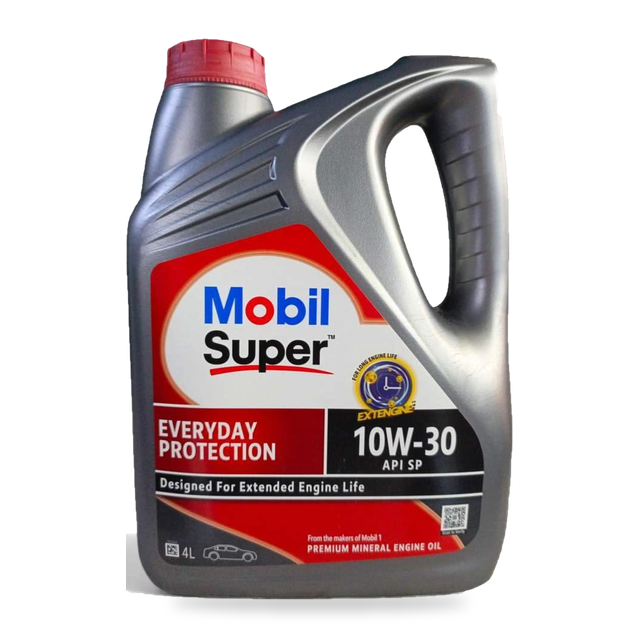 Mobil
Super™
FOR LONG ENGINE LIFE
EXTENGINE
EVERYDAY
PROTECTION
10W-30
API SP
Designed For Extended Engine Life
From the makers of Mobil 1
PREMIUM MINERAL ENGINE OIL
4L